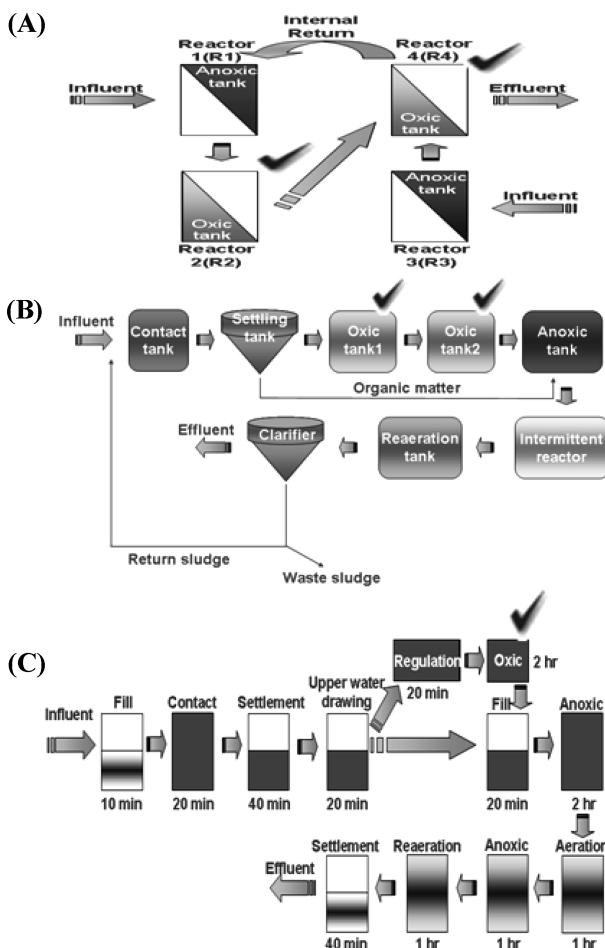 (A)
Internal
Return
Reactor
1(R1)
Reactor
4(R4)
Influent
Anoxic
tank
Oxic
tank
Effluent
Oxic
tank
Anoxic
tank
Influent
Reactor
2(R2)
Reactor
3(R3)
(B)
Influent
Contact
tank
Settling
tank
Oxic
tank1
Oxic
tank2
Anoxic
tank
Organic matter
Effluent
Clarifier
Reaeration
tank
Intermittent
reactor
Return sludge
Waste sludge
(C)
Regulation
20 min
Oxic
2 hr
Influent
Fill
10 min
Contact
20 min
Settlement
40 min
Upper water
drawing
20 min
Fill
20 min
Anoxic
2 hr
Effluent
Settlement
40 min
Reaeration
1 hr
Anoxic
1 hr
Aeration
1 hr